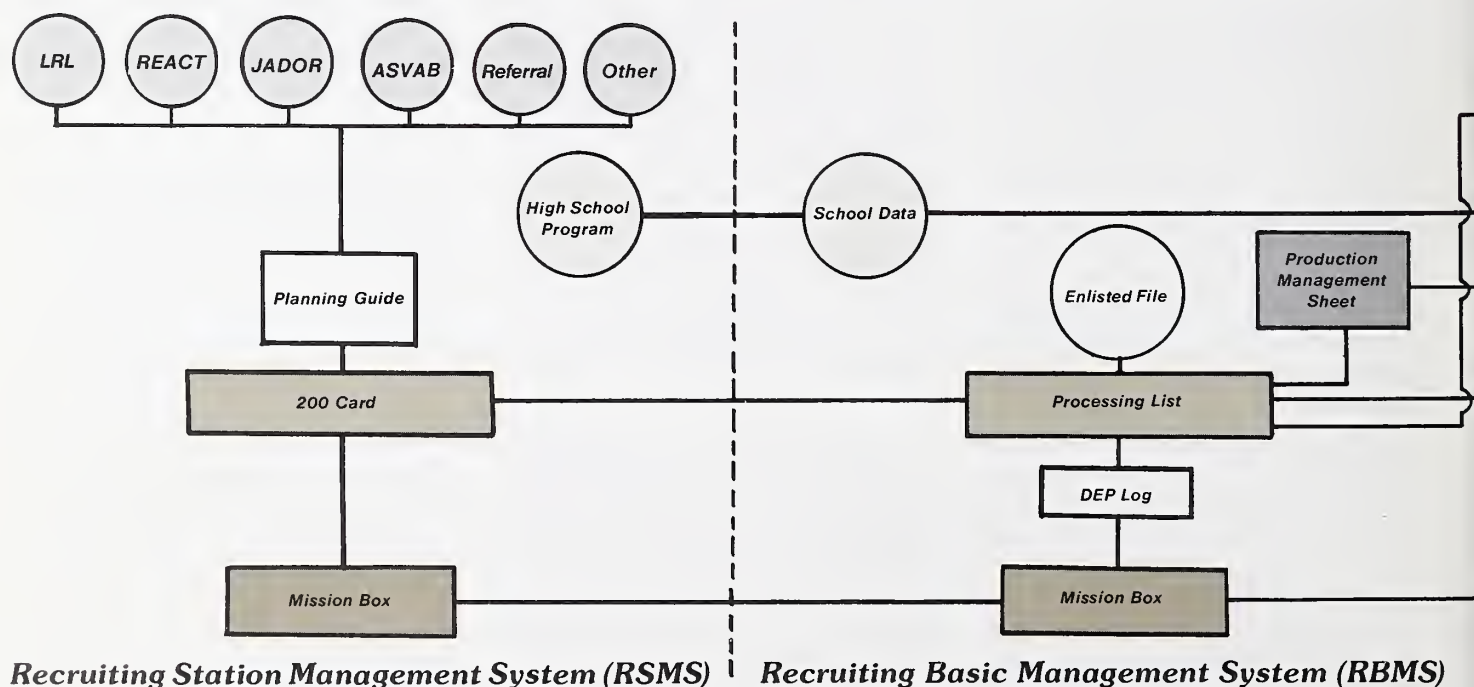 LRL
REACT
JADOR
ASVAB
Referral
Other
High School
Program
School Data
Planning Guide
Enlisted File
Production
Management
Sheet
200 Card
Processing List
DEP Log
Mission Box
Mission Box
Recruiting Station Management System (RSMS)
Recruiting Basic Management System (RBMS)